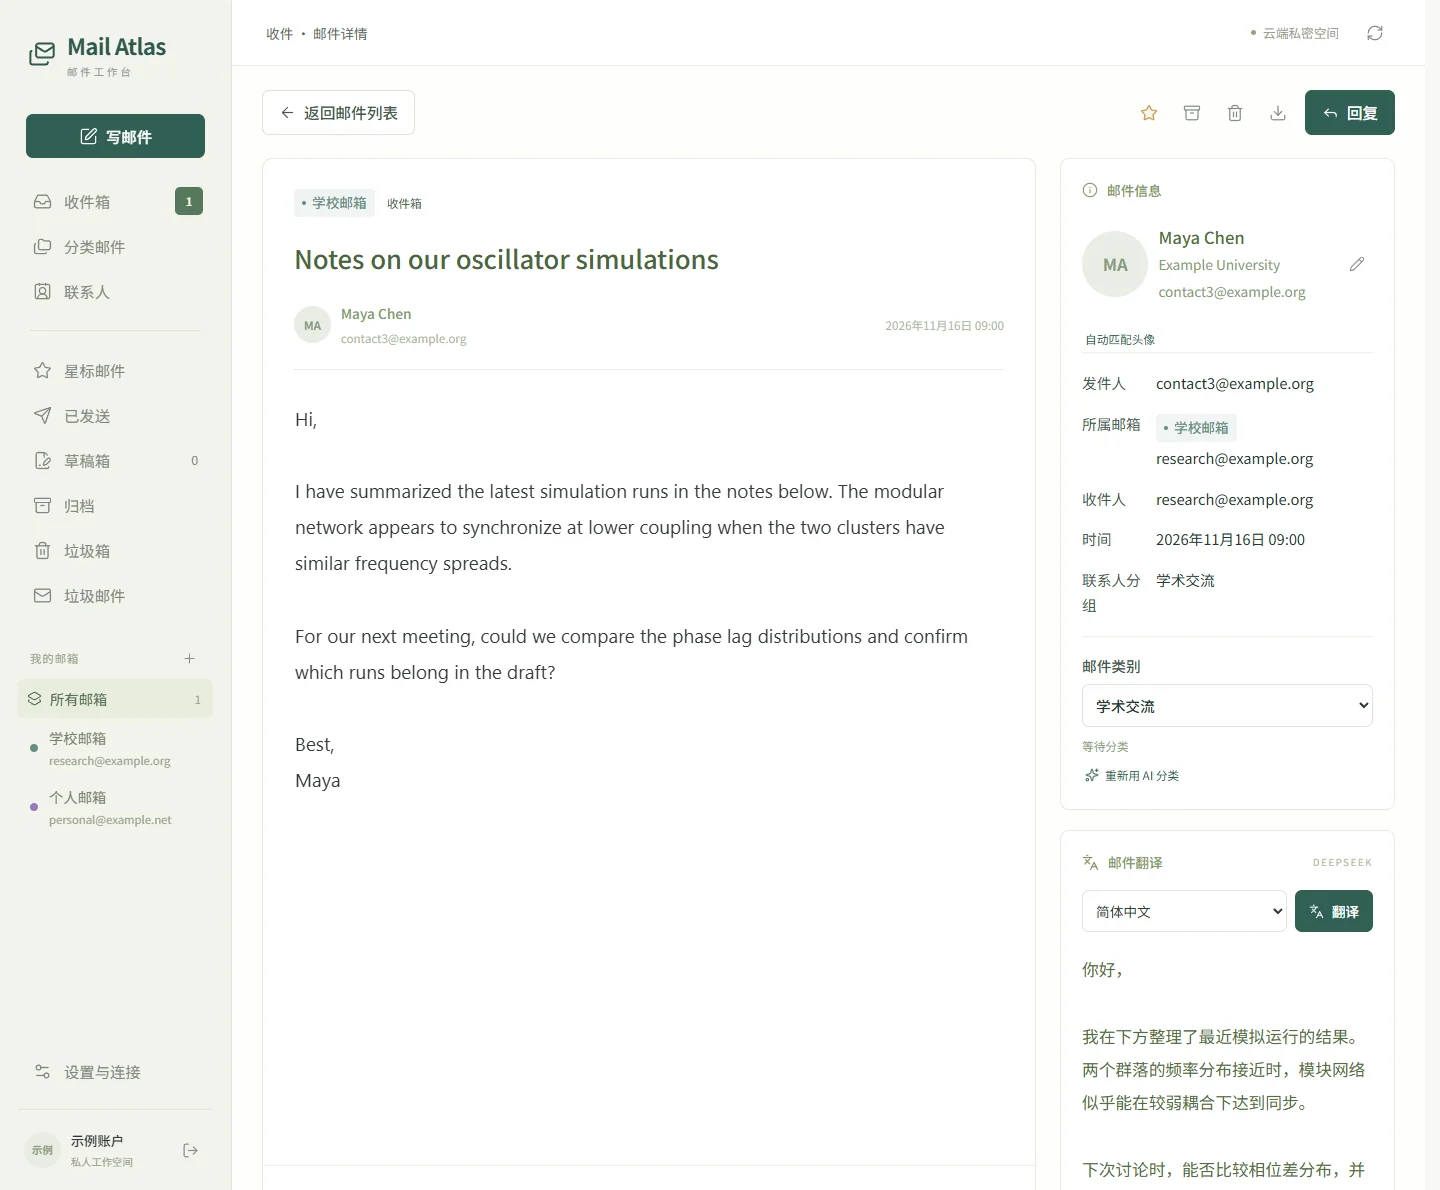 Mail Atlas
邮件工作台
写邮件
收件箱 1
分类邮件
联系人
星标邮件
已发送
草稿箱 0
归档
垃圾箱
垃圾邮件
我的邮箱
所有邮箱 1
学校邮箱
research@example.org
个人邮箱
personal@example.net
设置与连接
示例
示例账户
私人工作空间
收件 • 邮件详情
• 云端私密空间
返回邮件列表
回复
• 学校邮箱 收件箱
Notes on our oscillator simulations
MA
Maya Chen
contact3@example.org
2026年11月16日 09:00
Hi,
I have summarized the latest simulation runs in the notes below. The modular
network appears to synchronize at lower coupling when the two clusters have
similar frequency spreads.
For our next meeting, could we compare the phase lag distributions and confirm
which runs belong in the draft?
Best,
Maya
邮件信息
MA
Maya Chen
Example University
contact3@example.org
自动匹配头像
发件人 contact3@example.org
所属邮箱 • 学校邮箱
research@example.org
收件人 research@example.org
时间 2026年11月16日 09:00
联系人分组 学术交流
邮件类别
学术交流
等待分类
重新用 AI 分类
邮件翻译 DEEPSEEK
简体中文 翻译
你好，
我在下方整理了最近模拟运行的结果。
两个群落的频率分布接近时，模块网络
似乎能在较弱耦合下达到同步。
下次讨论时，能否比较相位差分布，并